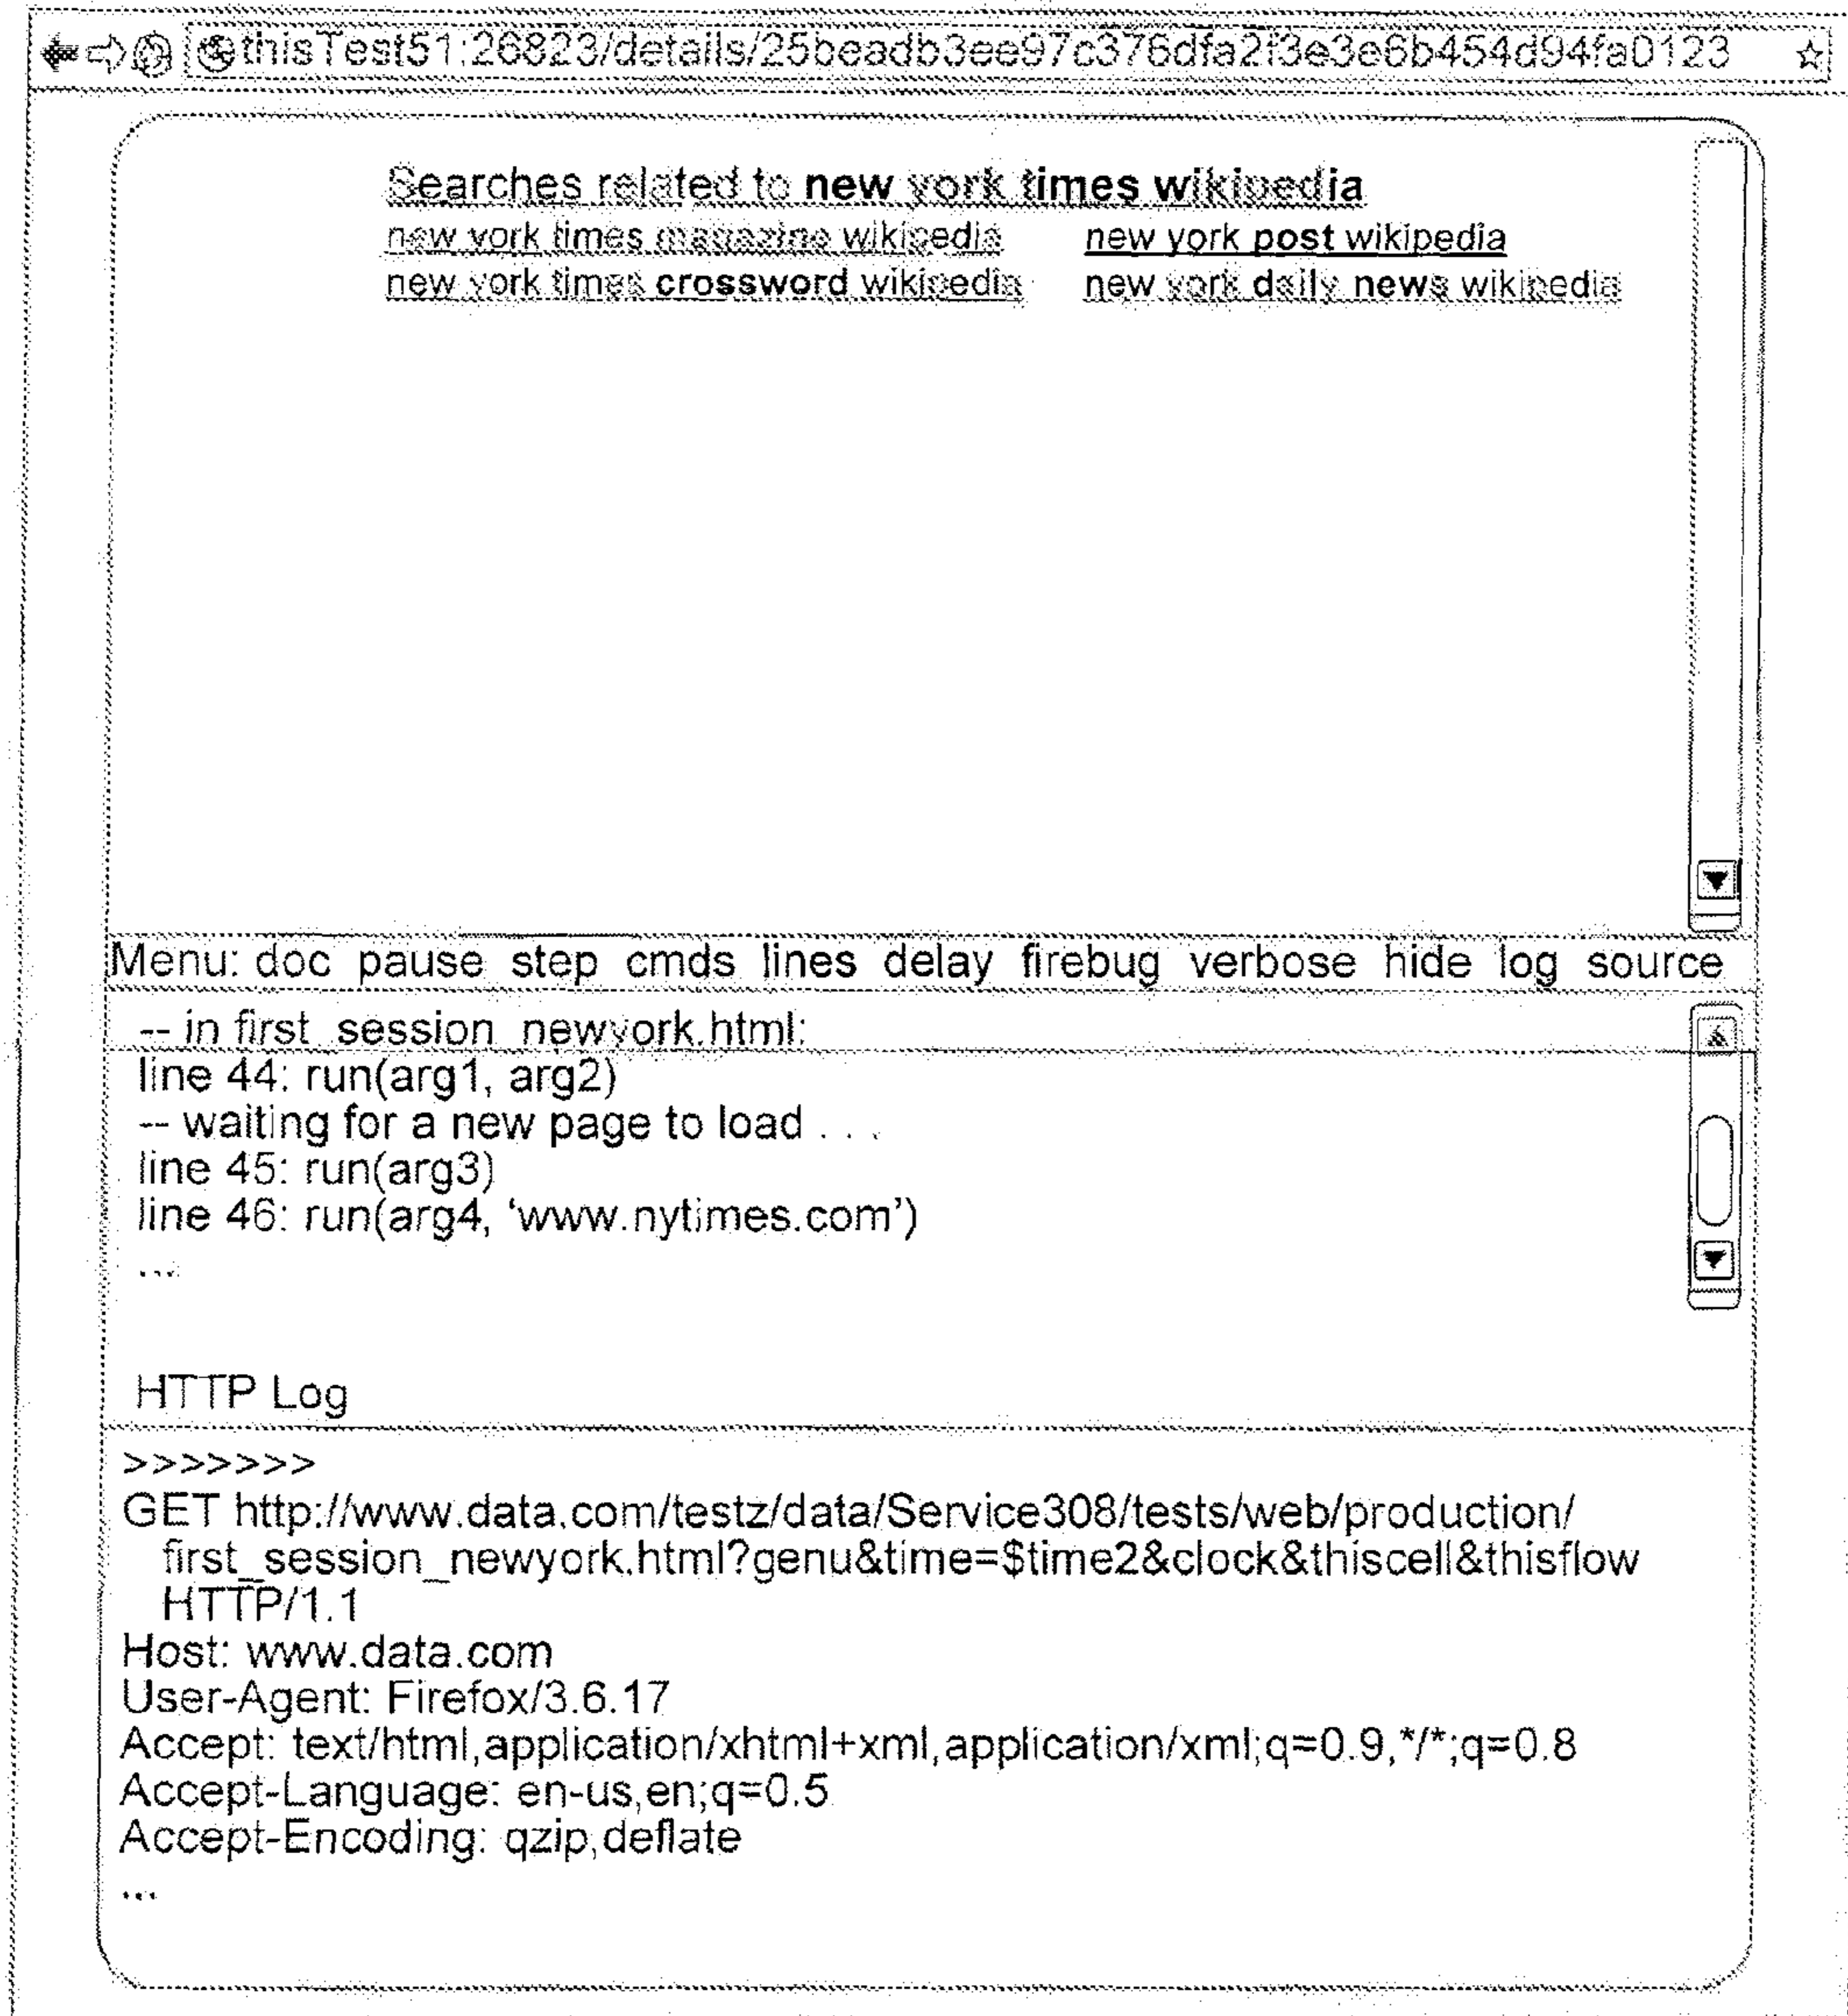 thisTest51:26823/details/25beadb3ee97c376dfa2f3e3e6b454d94fa0123
Searches related to new york times wikipedia
new york times magazine wikipedia new york post wikipedia
new york times crossword wikipedia new york daily news wikipedia
Menu: doc pause step cmds lines delay firebug verbose hide log source
-- in first_session_newyork.html:
line 44: run(arg1, arg2)
-- waiting for a new page to load . . .
line 45: run(arg3)
line 46: run(arg4, ‘www.nytimes.com’)
...
HTTP Log
>>>>>>>
GET http://www.data.com/testz/data/Service308/tests/web/production/
first_session_newyork.html?genu&time=$time2&clock&thiscell&thisflow
HTTP/1.1
Host: www.data.com
User-Agent: Firefox/3.6.17
Accept: text/html,application/xhtml+xml,application/xml;q=0.9,*/*;q=0.8
Accept-Language: en-us,en;q=0.5
Accept-Encoding: qzip,deflate
...